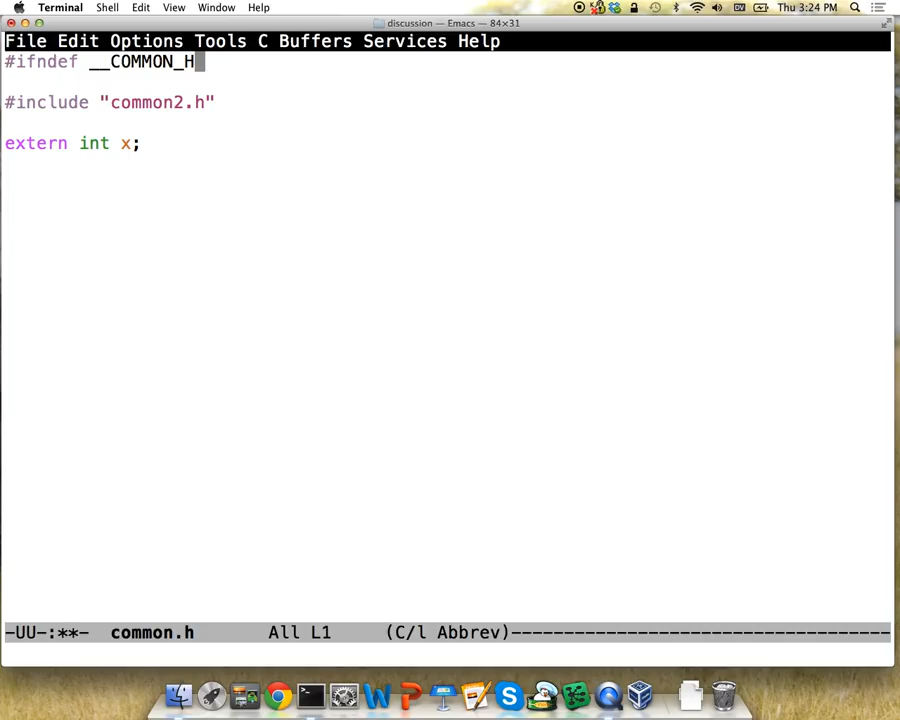 Terminal Shell Edit View Window Help Thu 3:24 PM
discussion — Emacs — 84×31
File Edit Options Tools C Buffers Services Help
#ifndef __COMMON_H
#include "common2.h"
extern int x;
-UU-:**- common.h All L1 (C/l Abbrev)---------------------------------------